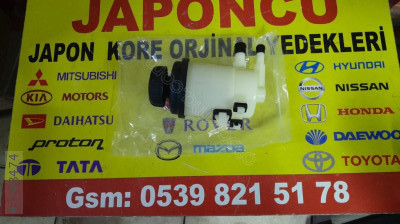 JAPONCU
JAPON KORE ORJİNAL YEDEKLERİ
MITSUBISHI
HYUNDAI
KIA MOTORS
NISSAN
DAIHATSU
HONDA
ROVER
PROTON
DAEWOO
mazDa
TATA
TOYOTA
Gsm: 0539 821 51 78